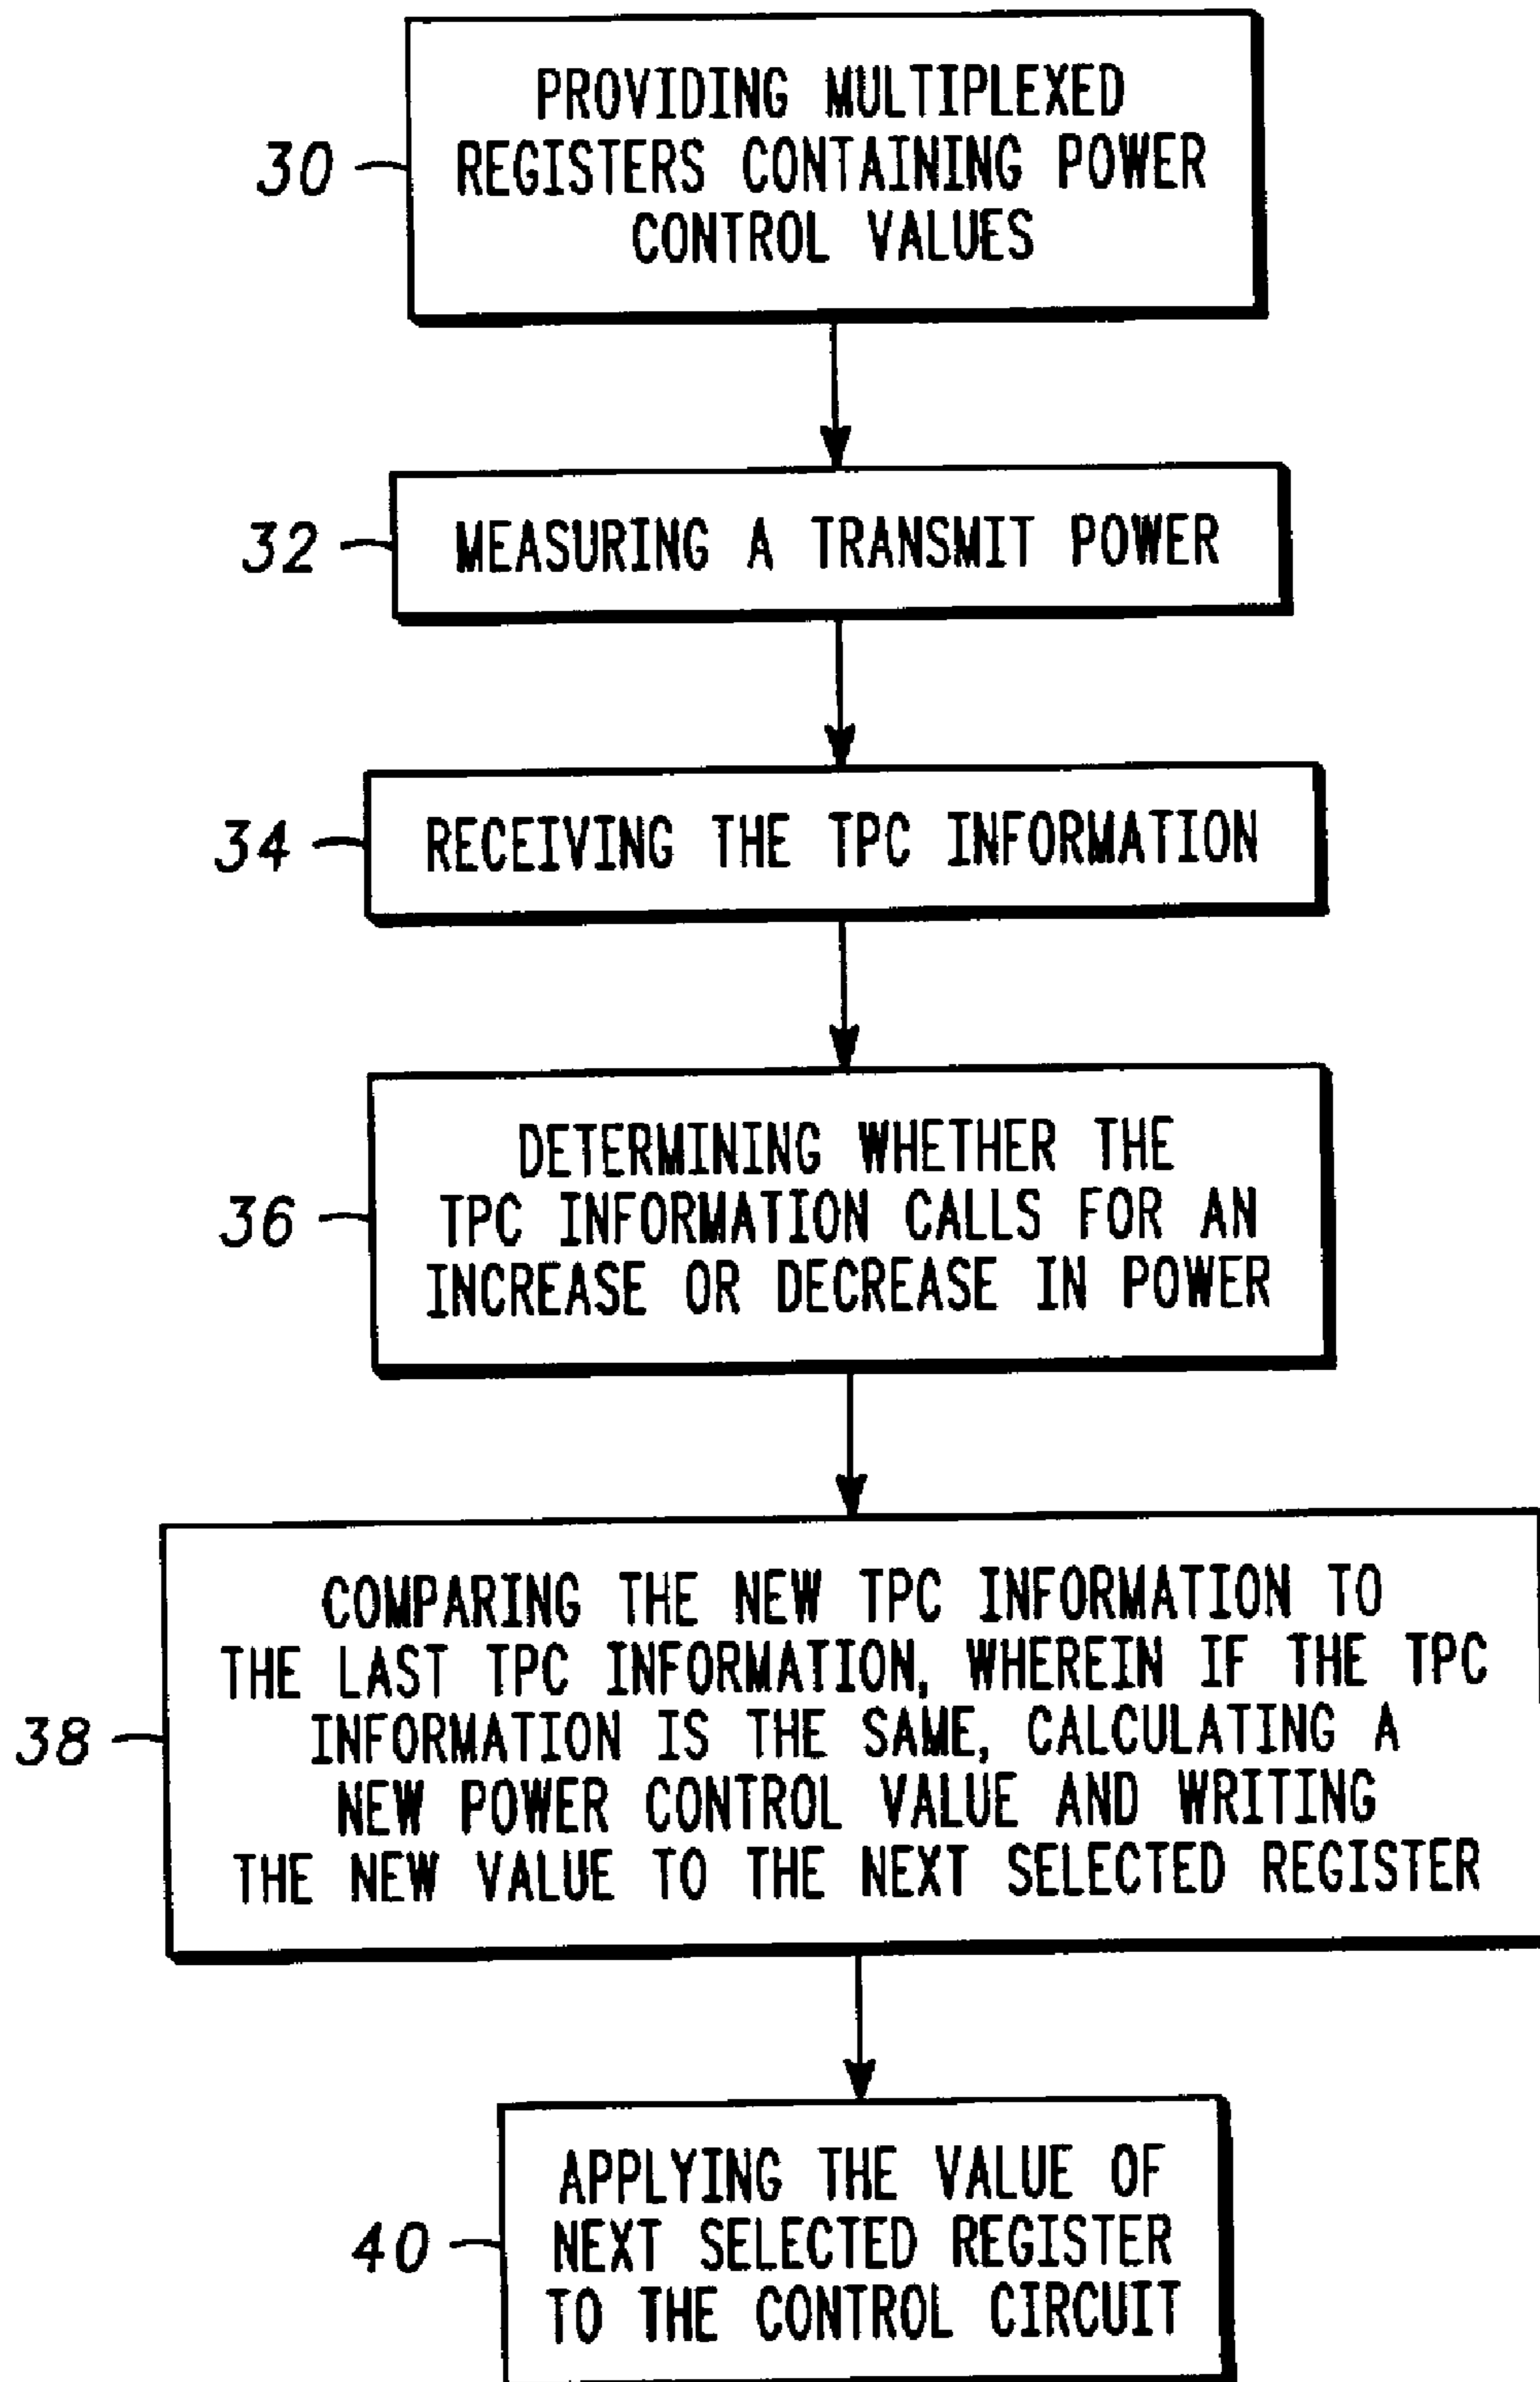 PROVIDING MULTIPLEXED
30
REGISTERS CONTAINING POWER
CONTROL VALUES
32
MEASURING A TRANSMIT POWER
34
RECEIVING THE TPC INFORMATION
DETERMINING WHETHER THE
36
TPC INFORMATION CALLS FOR AN
INCREASE OR DECREASE IN POWER
COMPARING THE NEW TPC INFORMATION TO
THE LAST TPC INFORMATION, WHEREIN IF THE TPC
38
INFORMATION IS THE SAME, CALCULATING A
NEW POWER CONTROL VALUE AND WRITING
THE NEW VALUE TO THE NEXT SELECTED REGISTER
APPLYING THE VALUE OF
40
NEXT SELECTED REGISTER
TO THE CONTROL CIRCUIT